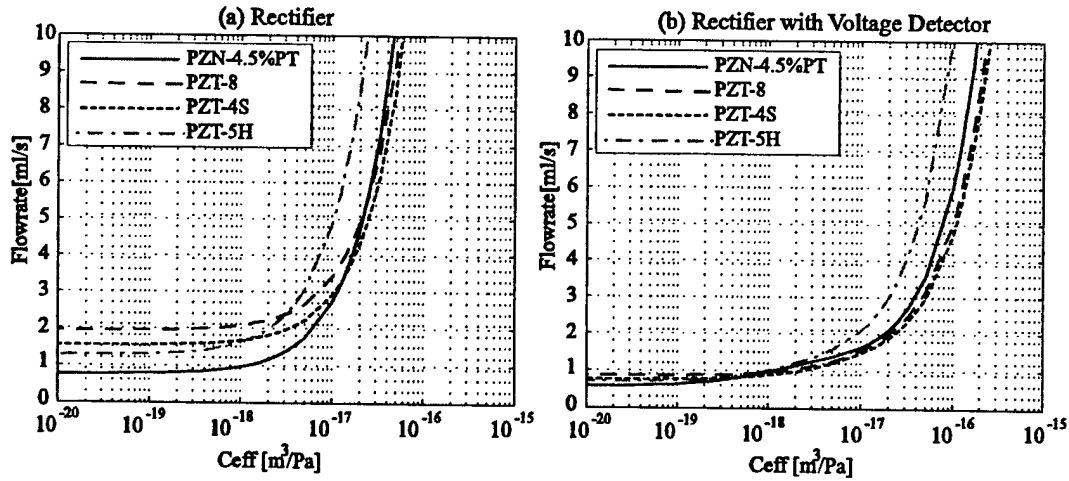 (a) Rectifier
10
9
8
7
6
5
4
3
2
1
0
Flowrate[ml/s]
PZN-4.5%PT
PZT-8
PZT-4S
PZT-5H
10-20
10-19
10-18
10-17
10-16
10-15
Ceff [m3/Pa]
(b) Rectifier with Voltage Detector
10
9
8
7
6
5
4
3
2
1
0
Flowrate[ml/s]
PZN-4.5%PT
PZT-8
PZT-4S
PZT-5H
10-20
10-19
10-18
10-17
10-16
10-15
Ceff [m3/Pa]